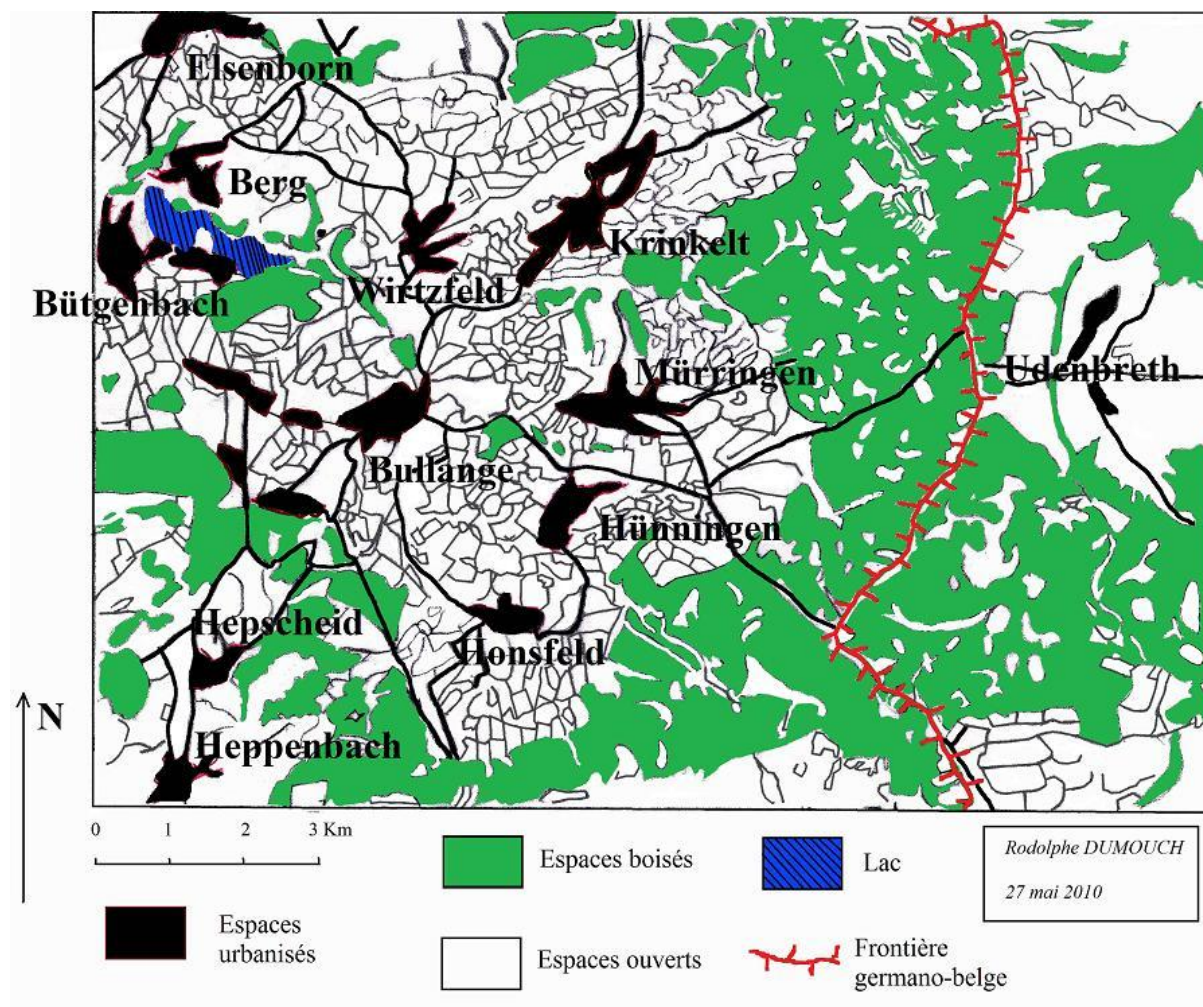 Elsenborn
Berg
Krinkelt
Wirtzfeld
Bütgenbach
Mürringen
Udenbreth
Bullange
Hünningen
Hepscheid
Honsfeld
N
Heppenbach
0 1 2 3 Km
Espaces boisés
Lac
Rodolphe DUMOUCH
27 mai 2010
Espaces
urbanisés
Espaces ouverts
Frontière
germano-belge